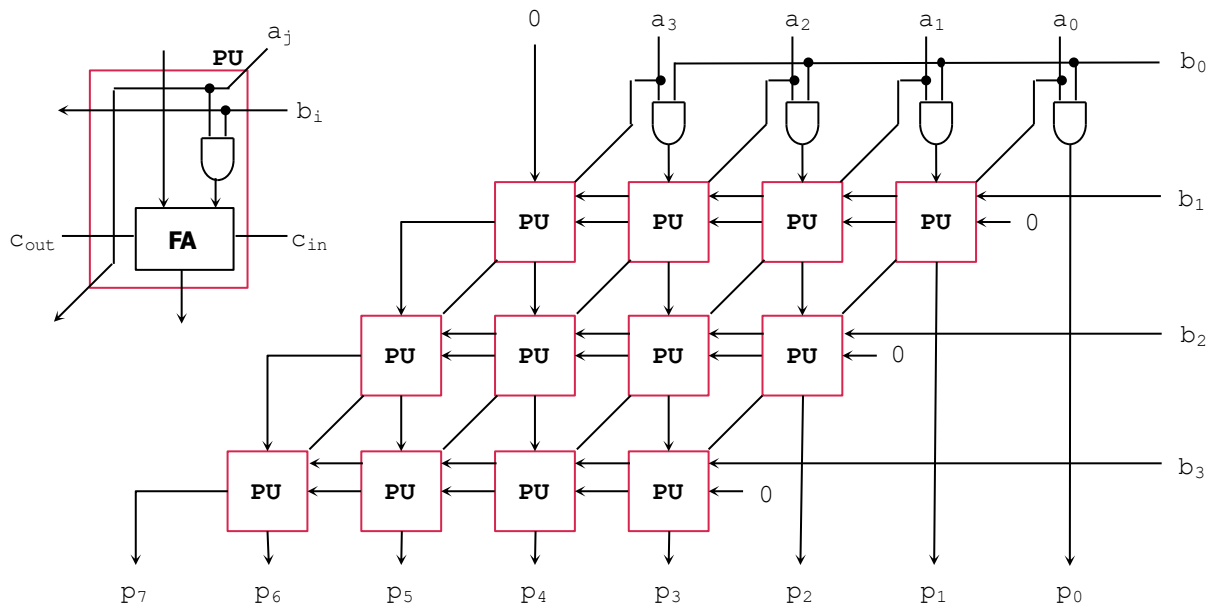 0 a3 a2 a1 a0
PU aj
b0
bi
cout FA cin
PU PU PU PU 0 b1
PU PU PU PU 0 b2
PU PU PU PU 0 b3
p7 p6 p5 p4 p3 p2 p1 p0